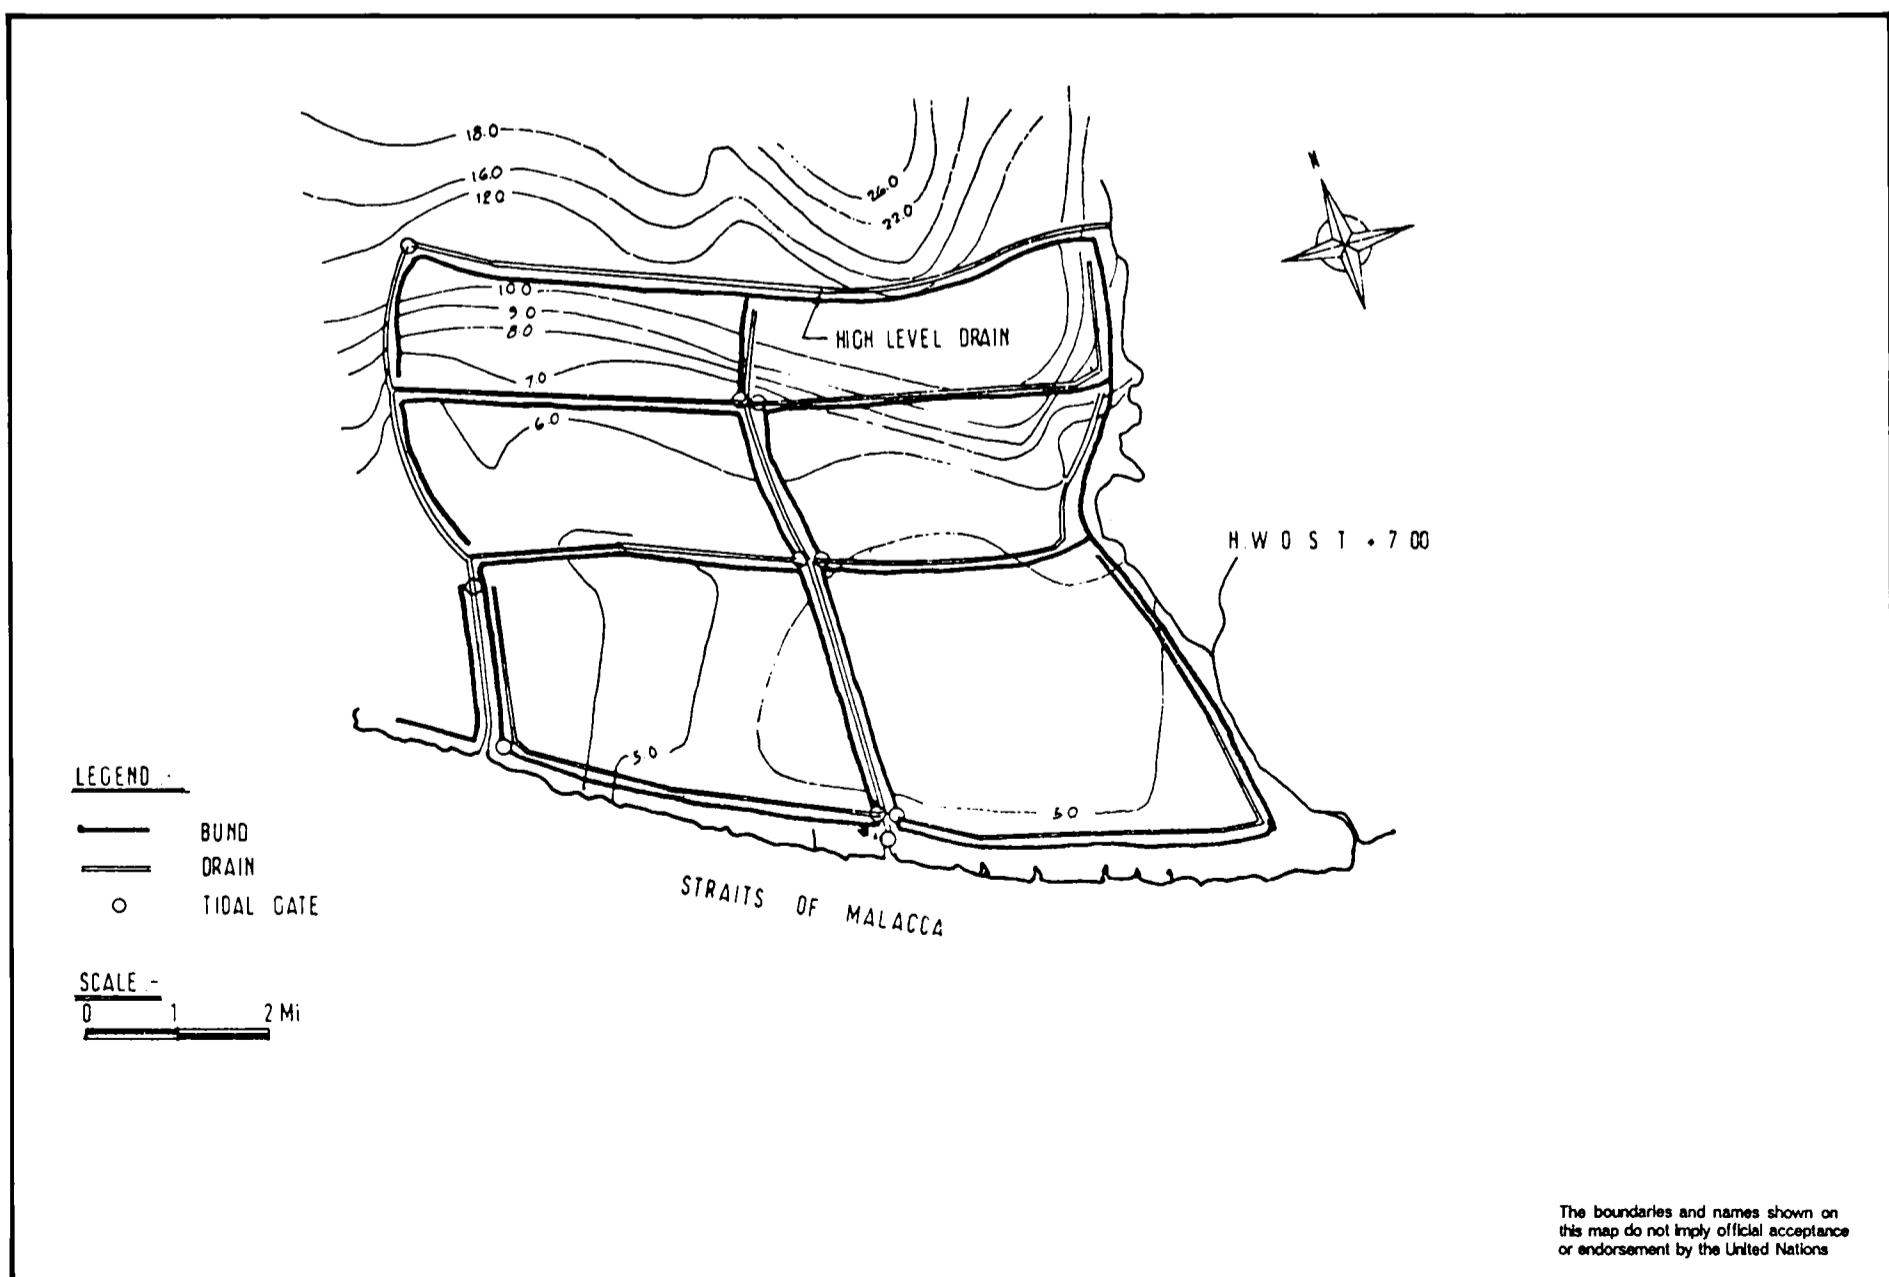 18.0
16.0
12.0
26.0
22.0
N
10.0
9.0
8.0
HIGH LEVEL DRAIN
7.0
6.0
H.W O S T + 7 00
5.0
5.0
LEGEND :-
BUND
DRAIN
TIDAL GATE
STRAITS OF MALACCA
SCALE :-
0 1 2 Mi
The boundaries and names shown on
this map do not imply official acceptance
or endorsement by the United Nations